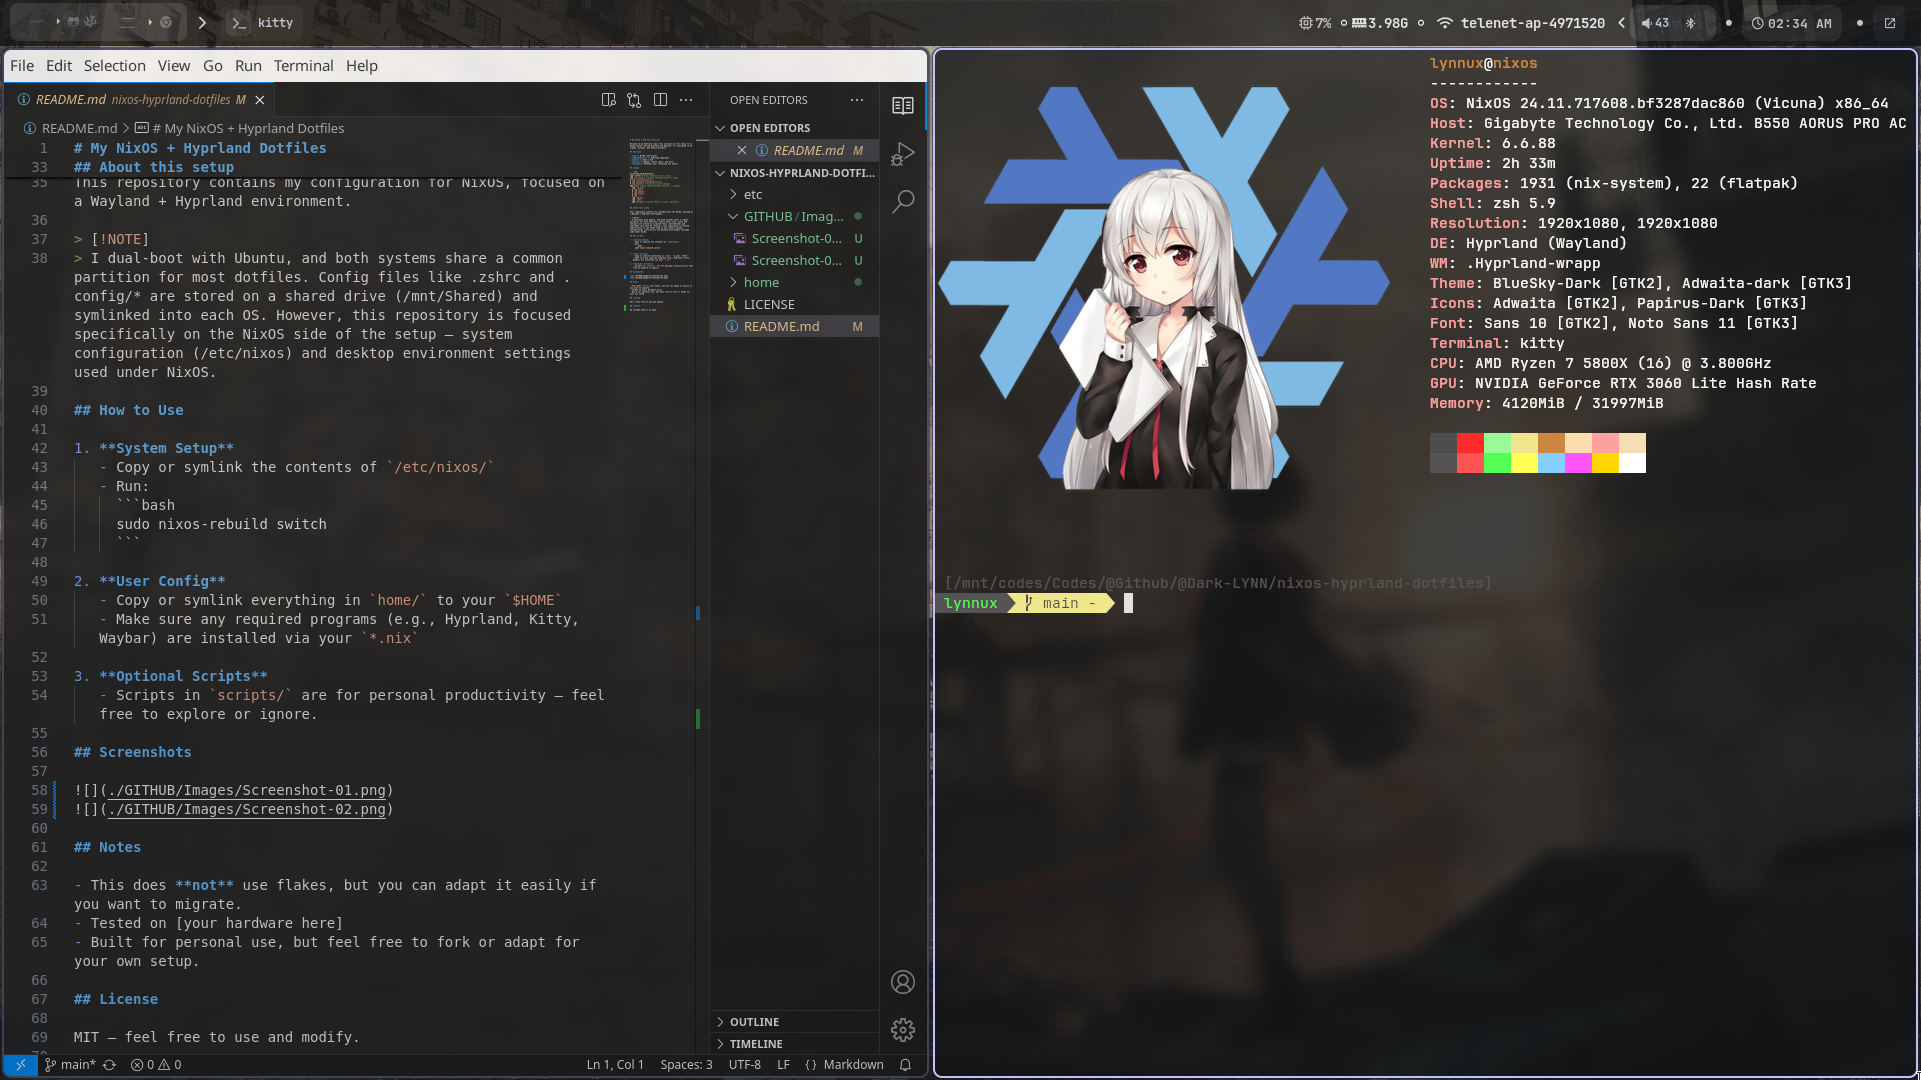 kitty
7%
3.98G
telenet-ap-4971520
43
02:34 AM
File Edit Selection View Go Run Terminal Help
README.md nixos-hyprland-dotfiles M
README.md > # My NixOS + Hyprland Dotfiles
1 # My NixOS + Hyprland Dotfiles
33 ## About this setup
35 This repository contains my configuration for NixOS, focused on
a Wayland + Hyprland environment.
36
37 > [!NOTE]
38 > I dual-boot with Ubuntu, and both systems share a common
partition for most dotfiles. Config files like .zshrc and .
config/* are stored on a shared drive (/mnt/Shared) and
symlinked into each OS. However, this repository is focused
specifically on the NixOS side of the setup — system
configuration (/etc/nixos) and desktop environment settings
used under NixOS.
39
40 ## How to Use
41
42 1. **System Setup**
43 - Copy or symlink the contents of `/etc/nixos/`
44 - Run:
45 ```bash
46 sudo nixos-rebuild switch
47 ```
48
49 2. **User Config**
50 - Copy or symlink everything in `home/` to your `$HOME`
51 - Make sure any required programs (e.g., Hyprland, Kitty,
Waybar) are installed via your `*.nix`
52
53 3. **Optional Scripts**
54 - Scripts in `scripts/` are for personal productivity — feel
free to explore or ignore.
55
56 ## Screenshots
57
58 ![](./GITHUB/Images/Screenshot-01.png)
59 ![](./GITHUB/Images/Screenshot-02.png)
60
61 ## Notes
62
63 - This does **not** use flakes, but you can adapt it easily if
you want to migrate.
64 - Tested on [your hardware here]
65 - Built for personal use, but feel free to fork or adapt for
your own setup.
66
67 ## License
68
69 MIT — feel free to use and modify.
OPEN EDITORS
OPEN EDITORS
README.md M
NIXOS-HYPRLAND-DOTFI...
etc
GITHUB / Imag...
Screenshot-0... U
Screenshot-0... U
home
LICENSE
README.md M
OUTLINE
TIMELINE
main* 0 0
Ln 1, Col 1 Spaces: 3 UTF-8 LF {} Markdown
lynnux@nixos
------------
OS: NixOS 24.11.717608.bf3287dac860 (Vicuna) x86_64
Host: Gigabyte Technology Co., Ltd. B550 AORUS PRO AC
Kernel: 6.6.88
Uptime: 2h 33m
Packages: 1931 (nix-system), 22 (flatpak)
Shell: zsh 5.9
Resolution: 1920x1080, 1920x1080
DE: Hyprland (Wayland)
WM: .Hyprland-wrapp
Theme: BlueSky-Dark [GTK2], Adwaita-dark [GTK3]
Icons: Adwaita [GTK2], Papirus-Dark [GTK3]
Font: Sans 10 [GTK2], Noto Sans 11 [GTK3]
Terminal: kitty
CPU: AMD Ryzen 7 5800X (16) @ 3.800GHz
GPU: NVIDIA GeForce RTX 3060 Lite Hash Rate
Memory: 4120MiB / 31997MiB
[/mnt/codes/Codes/@Github/@Dark-LYNN/nixos-hyprland-dotfiles]
lynnux main -